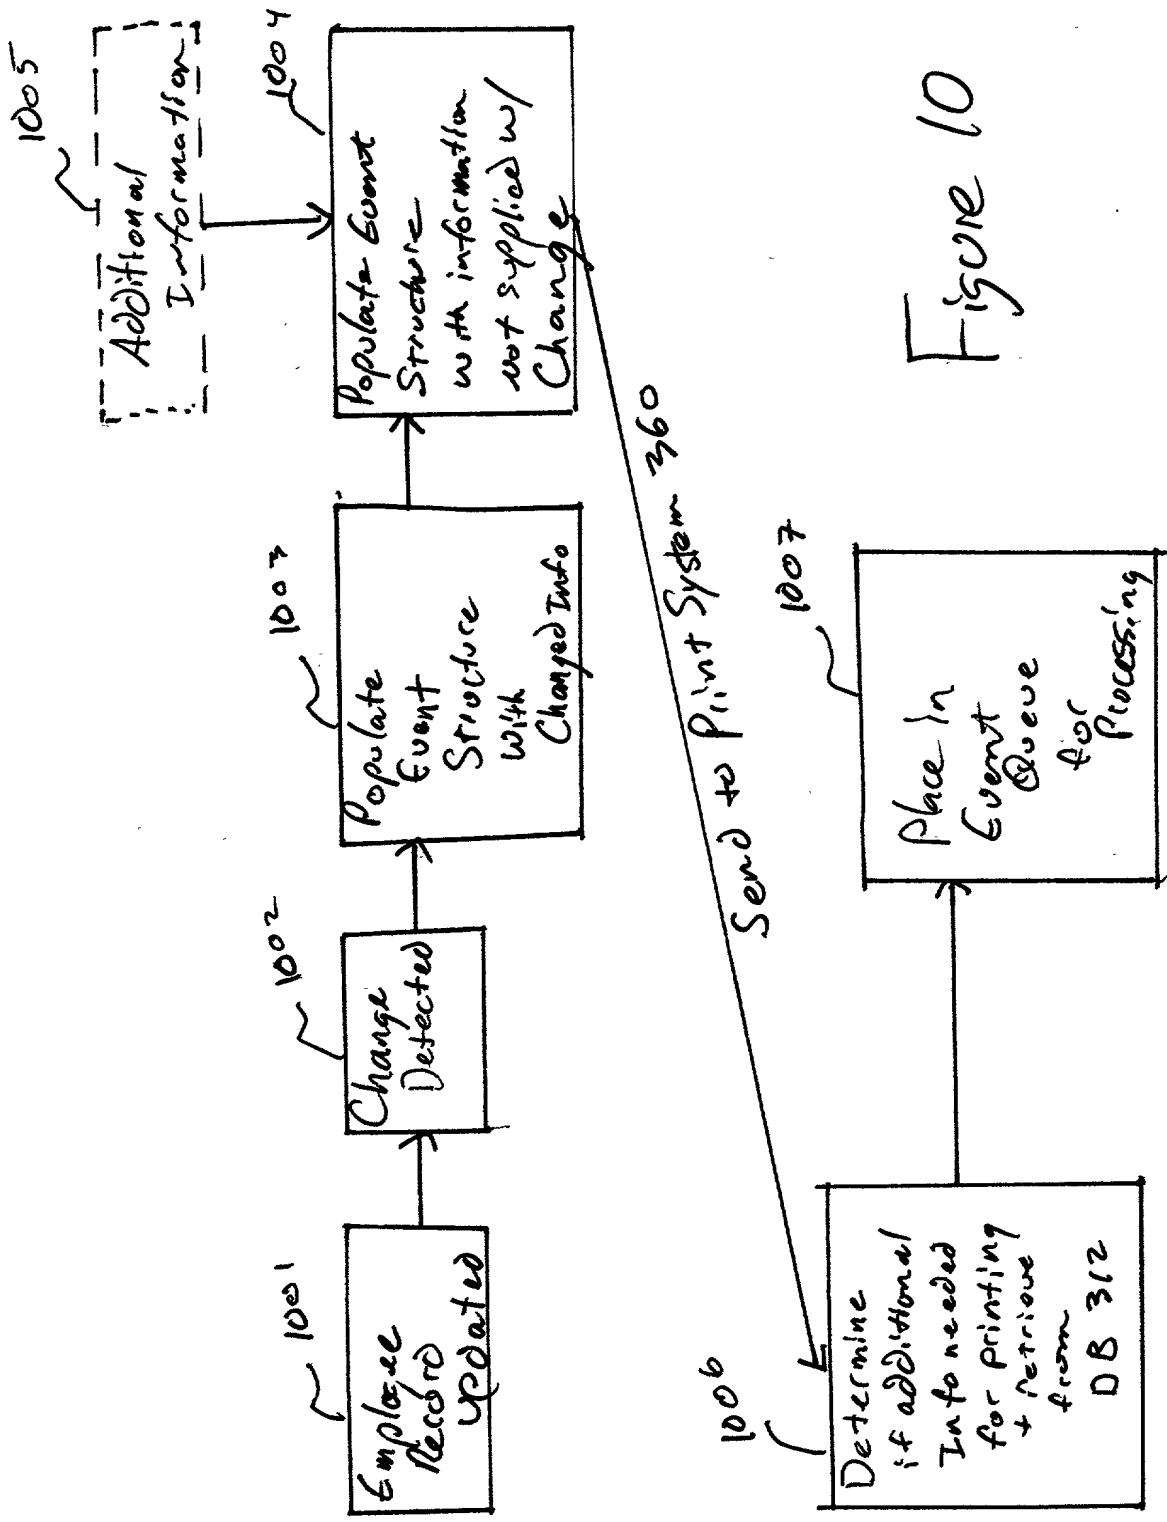 1001
Employee
Record
updated
1002
Change
Detected
1003
Populate
Event
Structure
With
Changed Info
1004
Populate Event
Structure
with information
not supplied w/
Change
1005
Additional
Information
Send to Print System 360
1006
Determine
if additional
Info needed
for printing
+ retrieve
from
DB 312
1007
Place In
Event
Queue
for
Processing
Figure 10